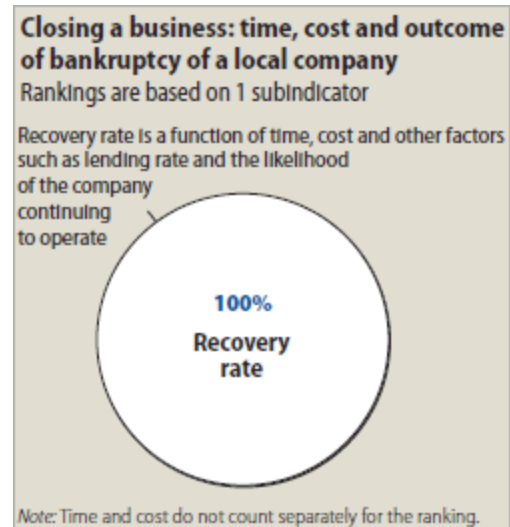 Closing a business: time, cost and outcome
of bankruptcy of a local company
Rankings are based on 1 subindicator
Recovery rate is a function of time, cost and other factors
such as lending rate and the likelihood
of the company
continuing
to operate
100%
Recovery
rate
Note: Time and cost do not count separately for the ranking.